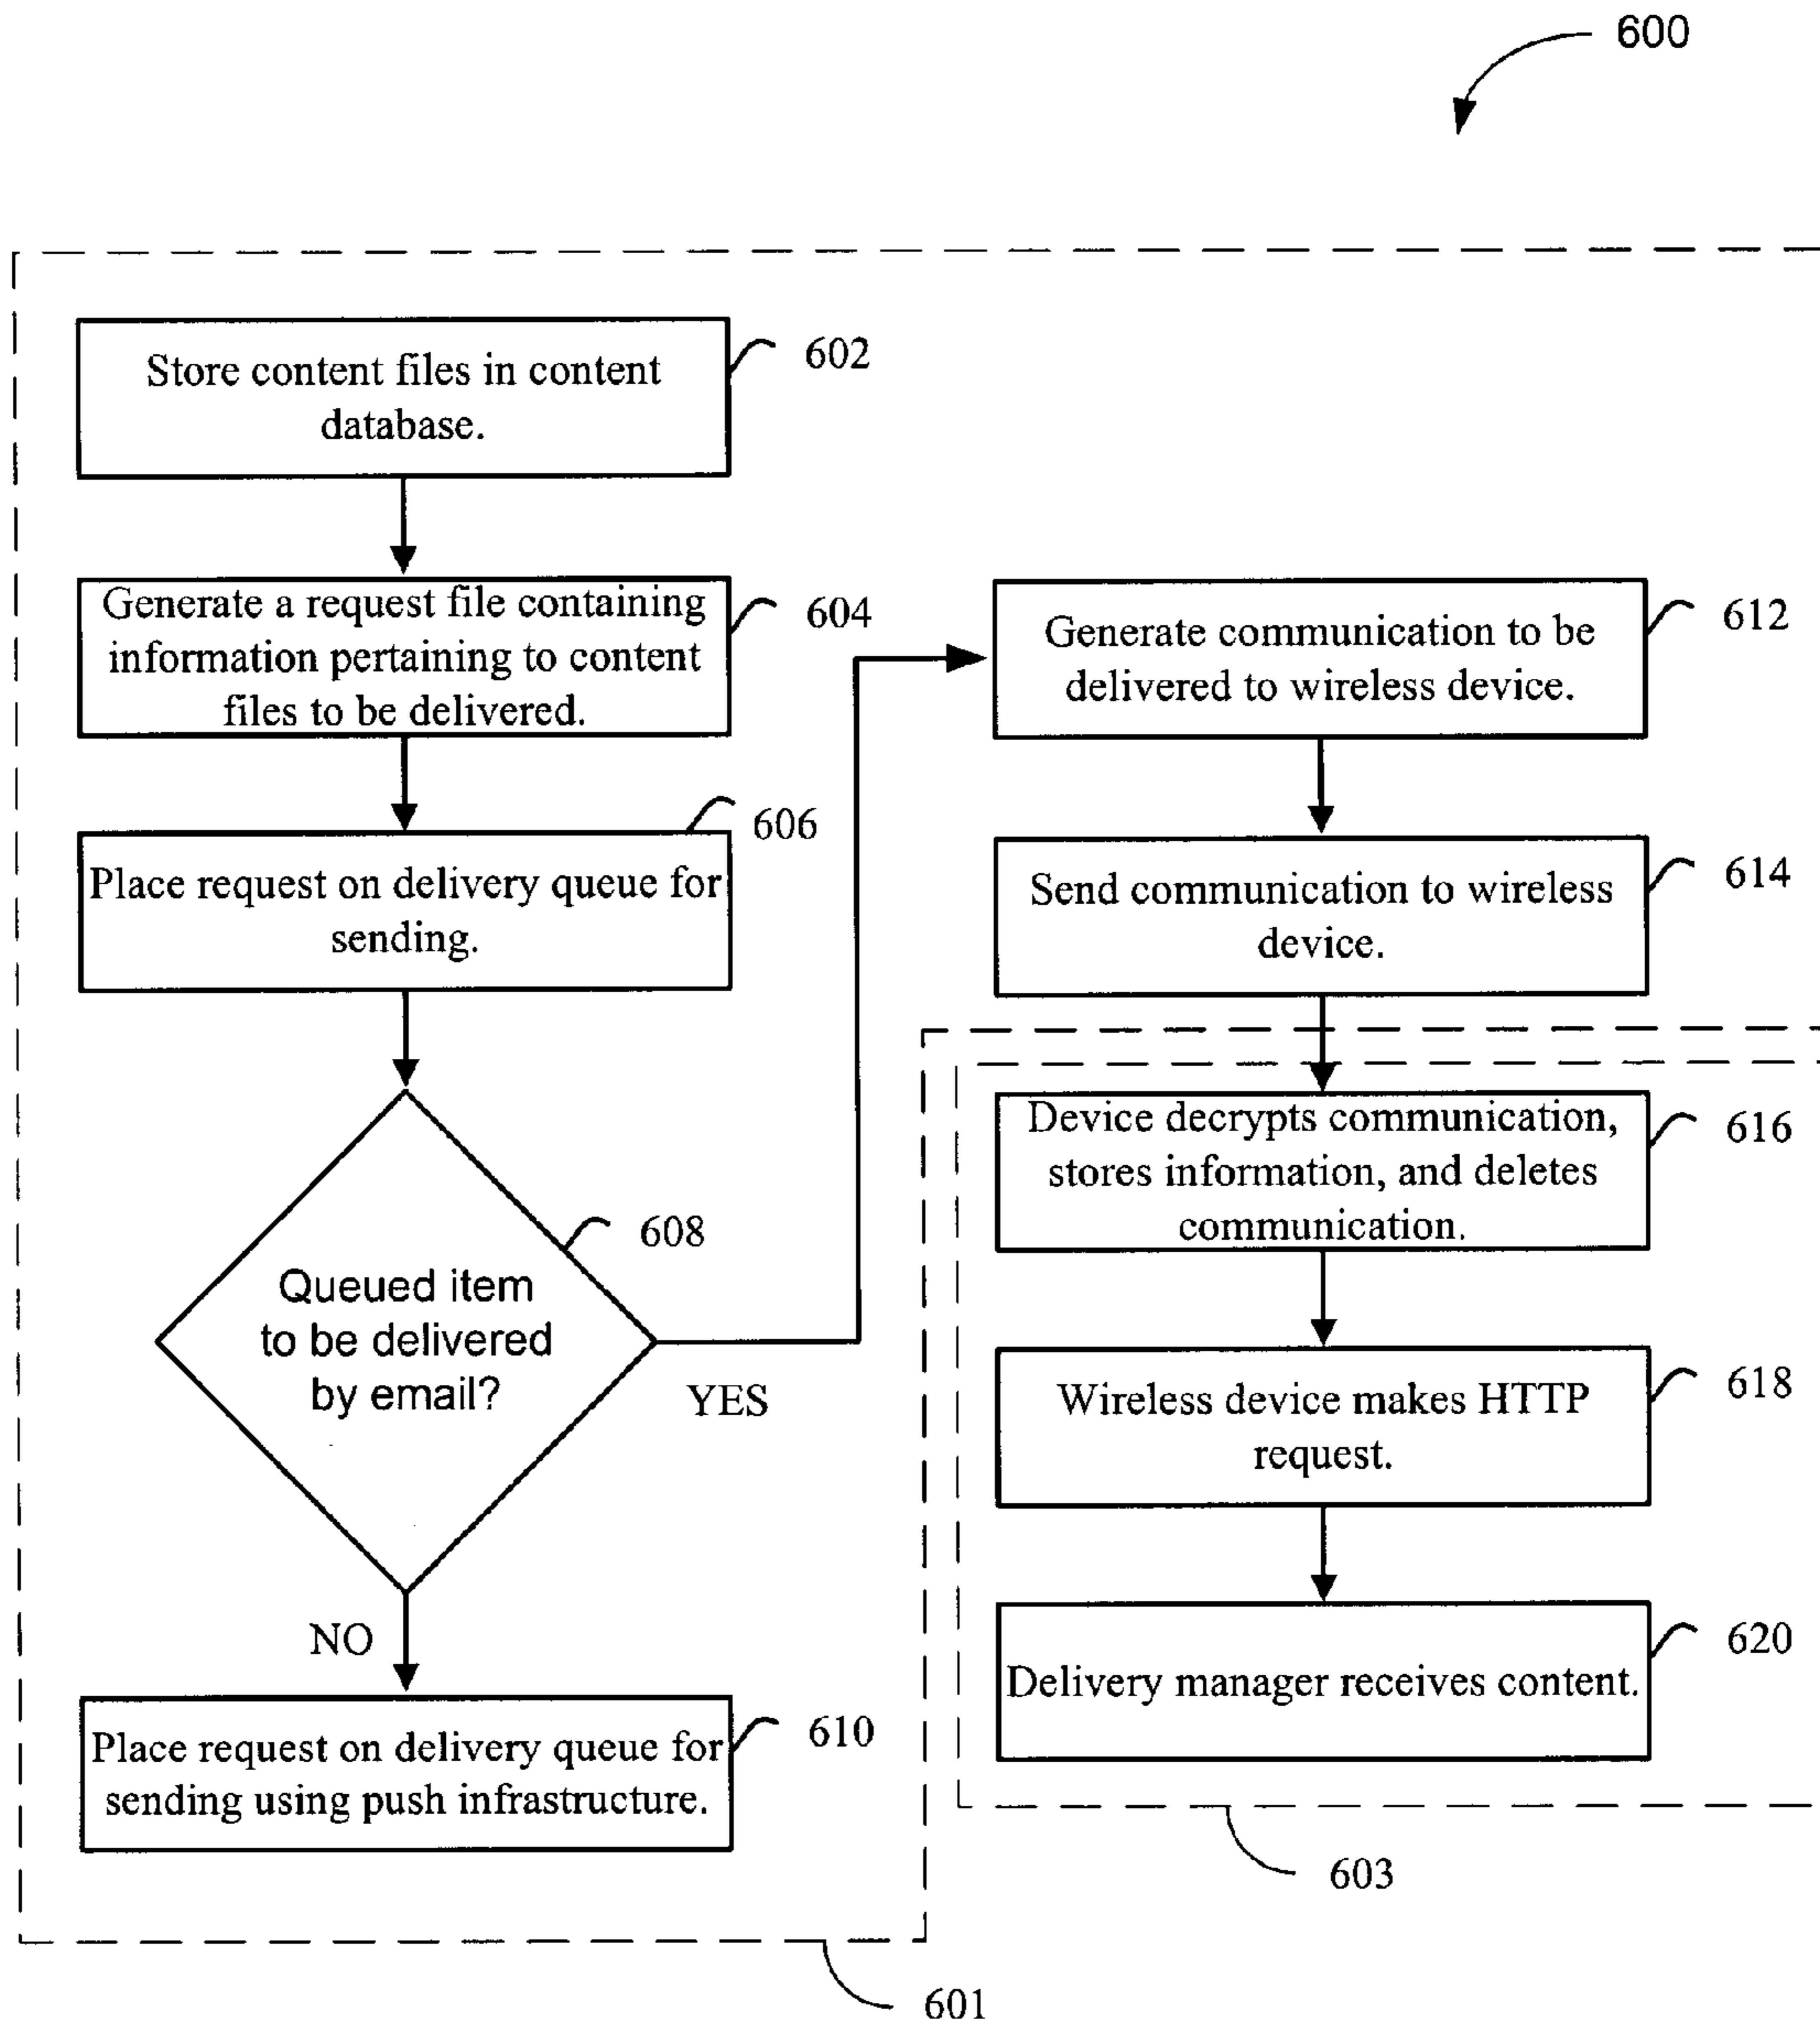 600
Store content files in content
database.
602
Generate a request file containing
information pertaining to content
files to be delivered.
604
Place request on delivery queue for
sending.
606
Queued item
to be delivered
by email?
608
YES
NO
Place request on delivery queue for
sending using push infrastructure.
610
Generate communication to be
delivered to wireless device.
612
Send communication to wireless
device.
614
Device decrypts communication,
stores information, and deletes
communication.
616
Wireless device makes HTTP
request.
618
Delivery manager receives content.
620
603
601